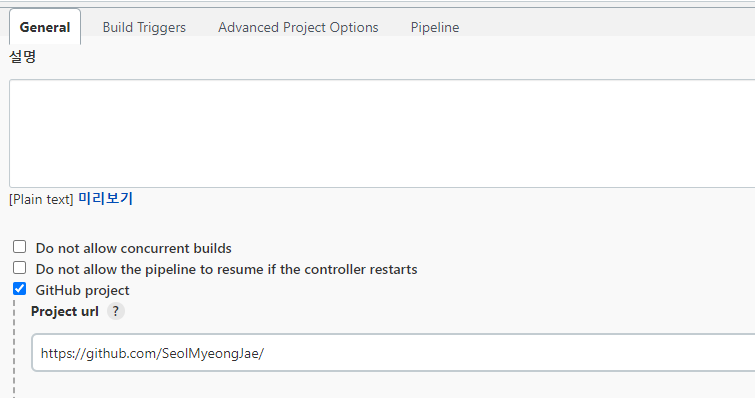 General Build Triggers Advanced Project Options Pipeline
설명
[Plain text] 미리보기
Do not allow concurrent builds
Do not allow the pipeline to resume if the controller restarts
GitHub project
Project url ?
https://github.com/SeolMyeongJae/